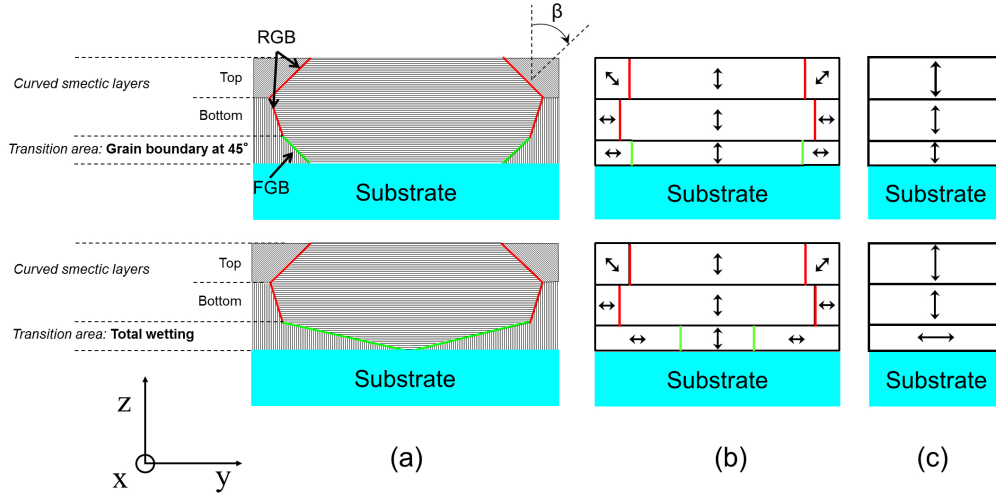 β
RGB
Curved smectic layers
Top
Bottom
Transition area: Grain boundary at 45°
FGB
Substrate
Substrate
Substrate
Curved smectic layers
Top
Bottom
Transition area: Total wetting
Substrate
Substrate
Substrate
z
x
y
(a)
(b)
(c)